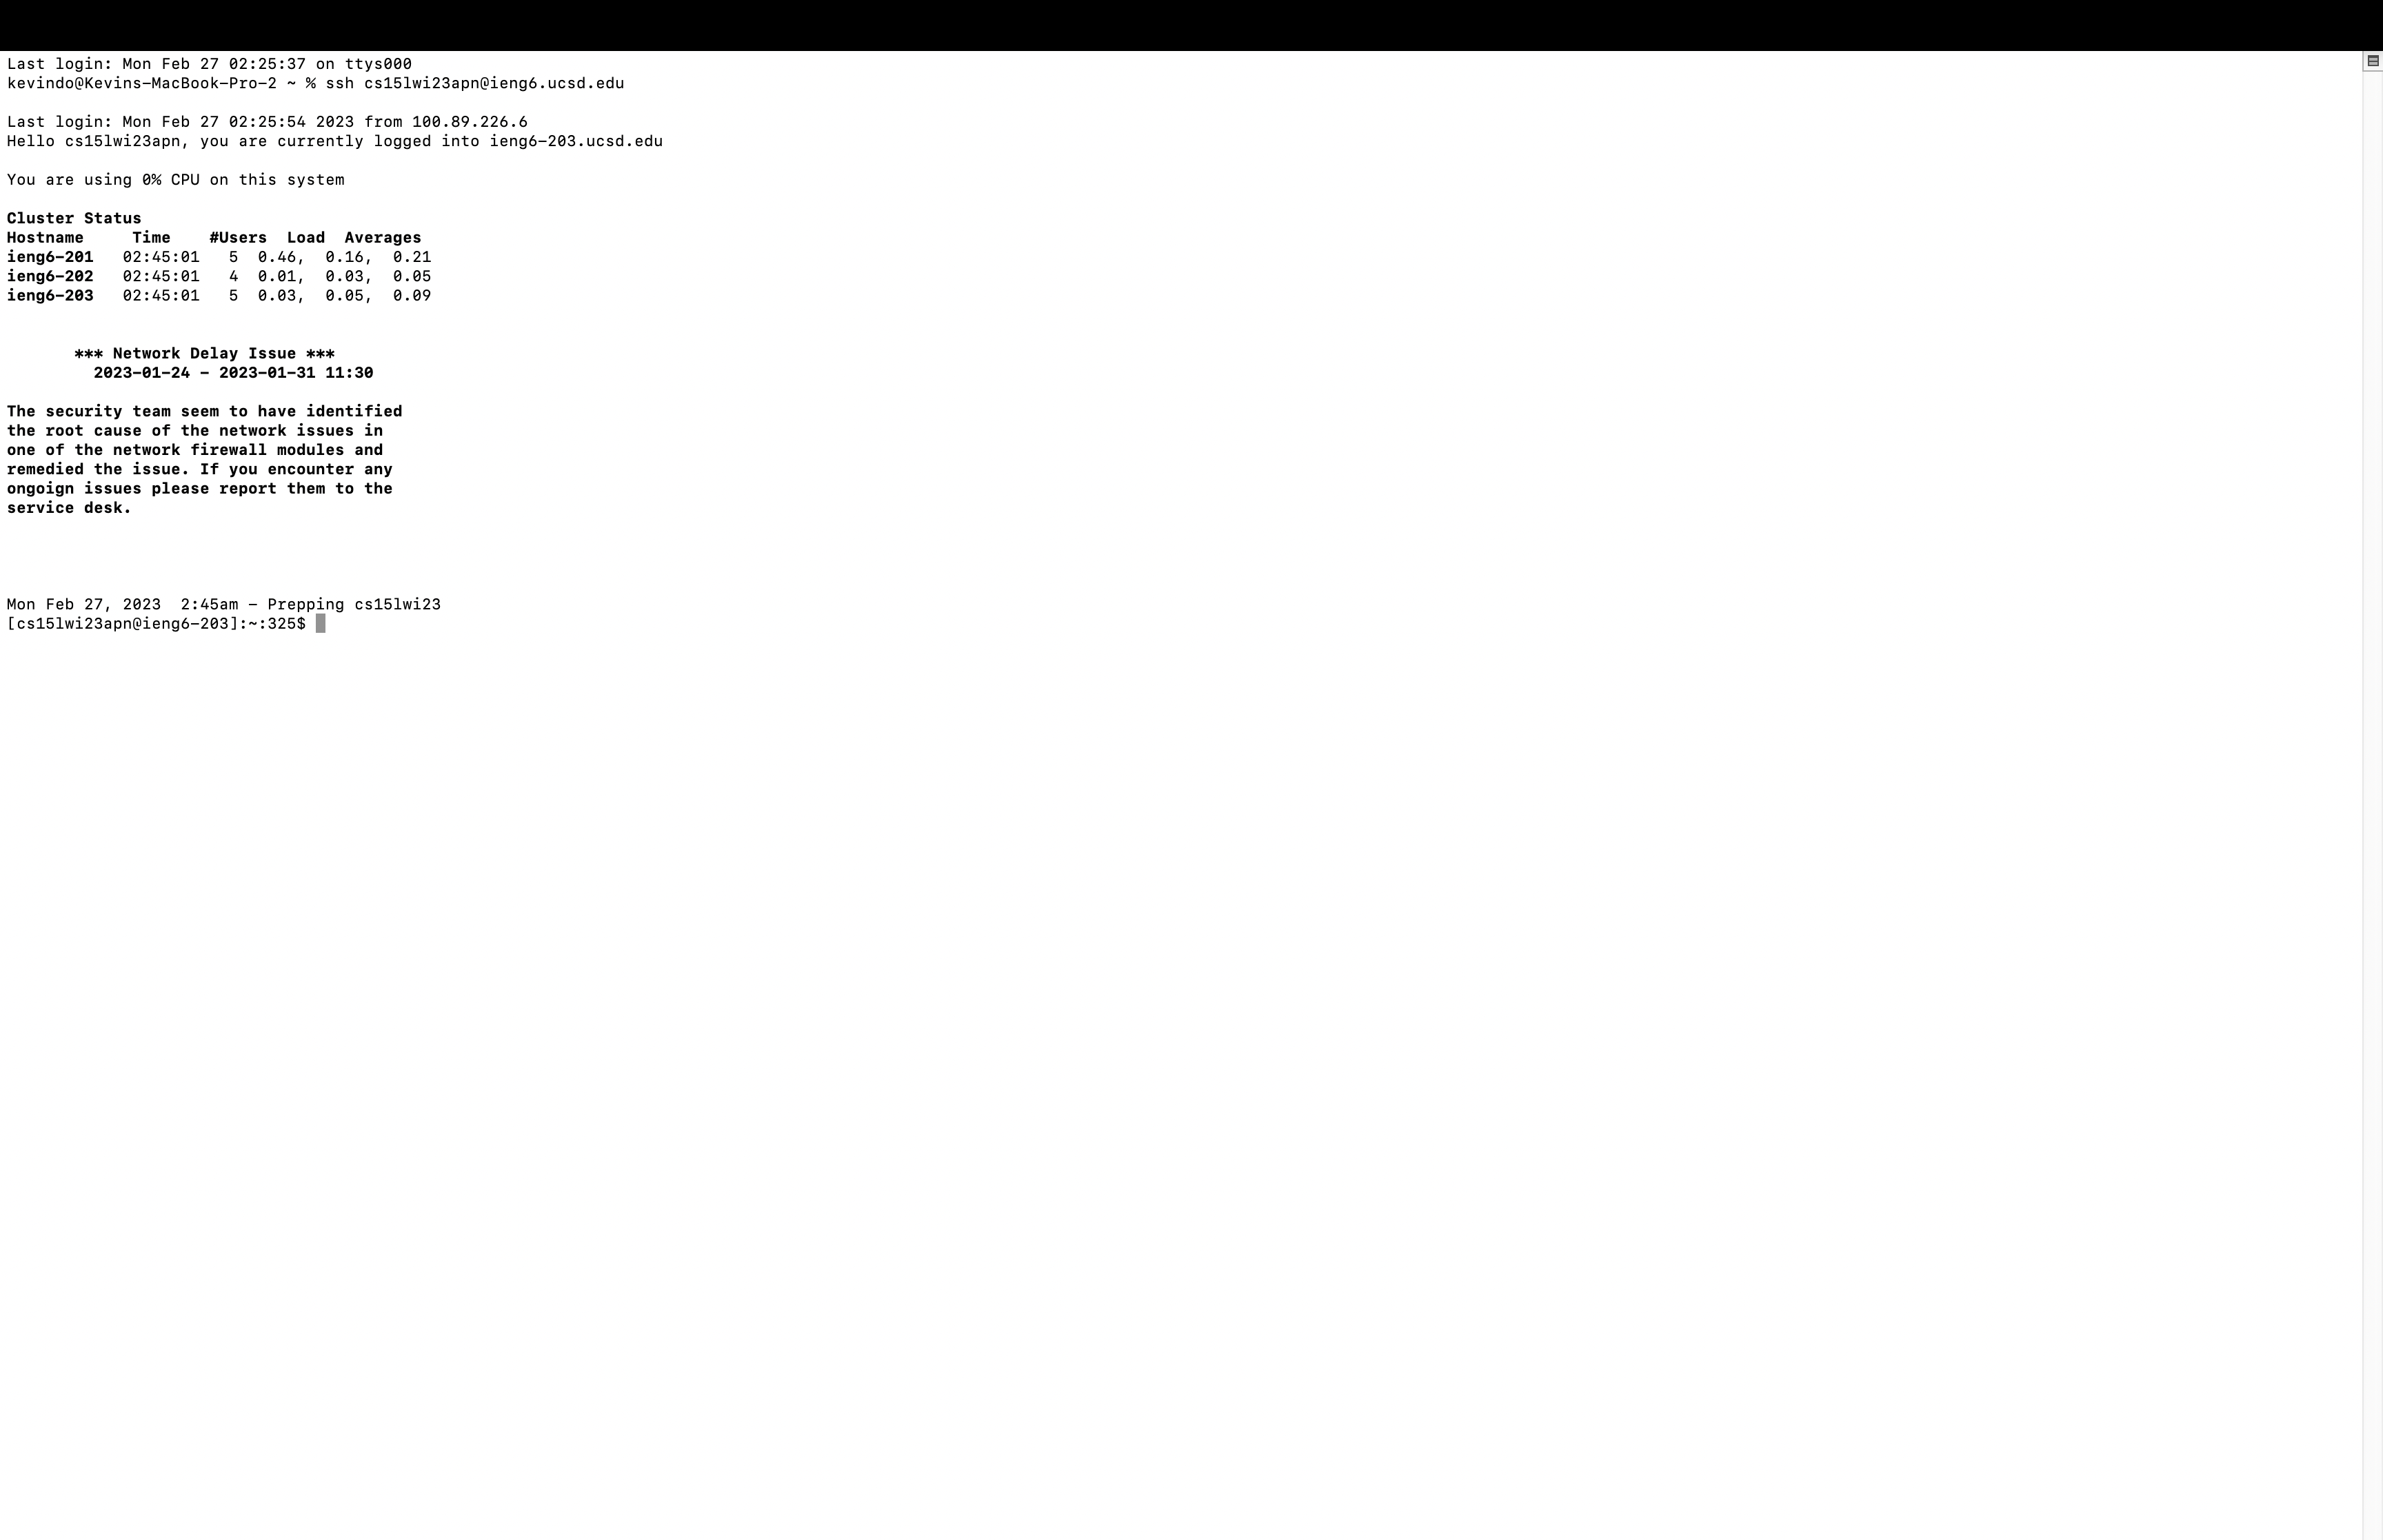 Last login: Mon Feb 27 02:25:37 on ttys000
kevindo@Kevins-MacBook-Pro-2 ~ % ssh cs15lwi23apn@ieng6.ucsd.edu
Last login: Mon Feb 27 02:25:54 2023 from 100.89.226.6
Hello cs15lwi23apn, you are currently logged into ieng6-203.ucsd.edu
You are using 0% CPU on this system
Cluster Status
Hostname     Time    #Users  Load  Averages
ieng6-201   02:45:01   5  0.46,  0.16,  0.21
ieng6-202   02:45:01   4  0.01,  0.03,  0.05
ieng6-203   02:45:01   5  0.03,  0.05,  0.09
*** Network Delay Issue ***
2023-01-24 - 2023-01-31 11:30
The security team seem to have identified
the root cause of the network issues in
one of the network firewall modules and
remedied the issue. If you encounter any
ongoign issues please report them to the
service desk.
Mon Feb 27, 2023  2:45am - Prepping cs15lwi23
[cs15lwi23apn@ieng6-203]:~:325$